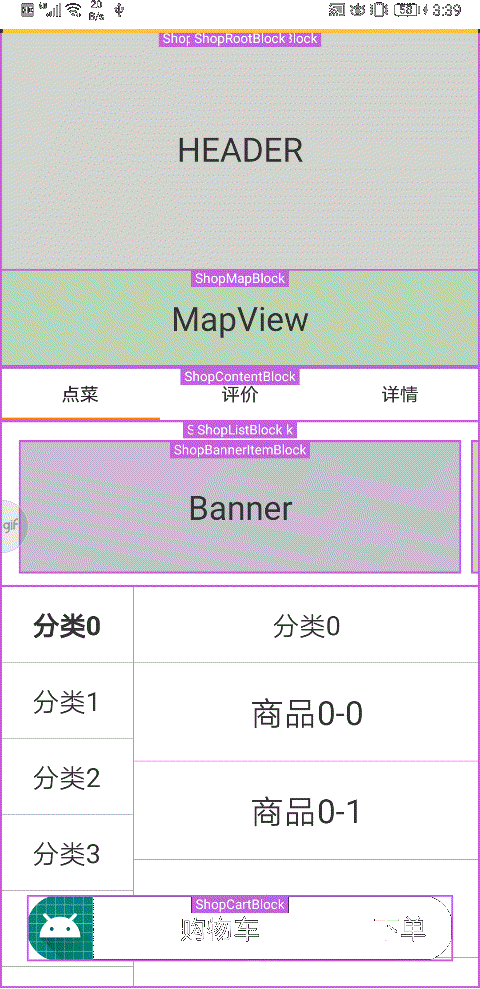 20
B/s
58
3:39
Shop ShopRootBlock Block
HEADER
ShopMapBlock
MapView
ShopContentBlock
点菜 评价 详情
S ShopListBlock k
ShopBannerItemBlock
Banner
gif
分类0 分类0
分类1
商品0-0
分类2
商品0-1
分类3
ShopCartBlock
购物车 下单